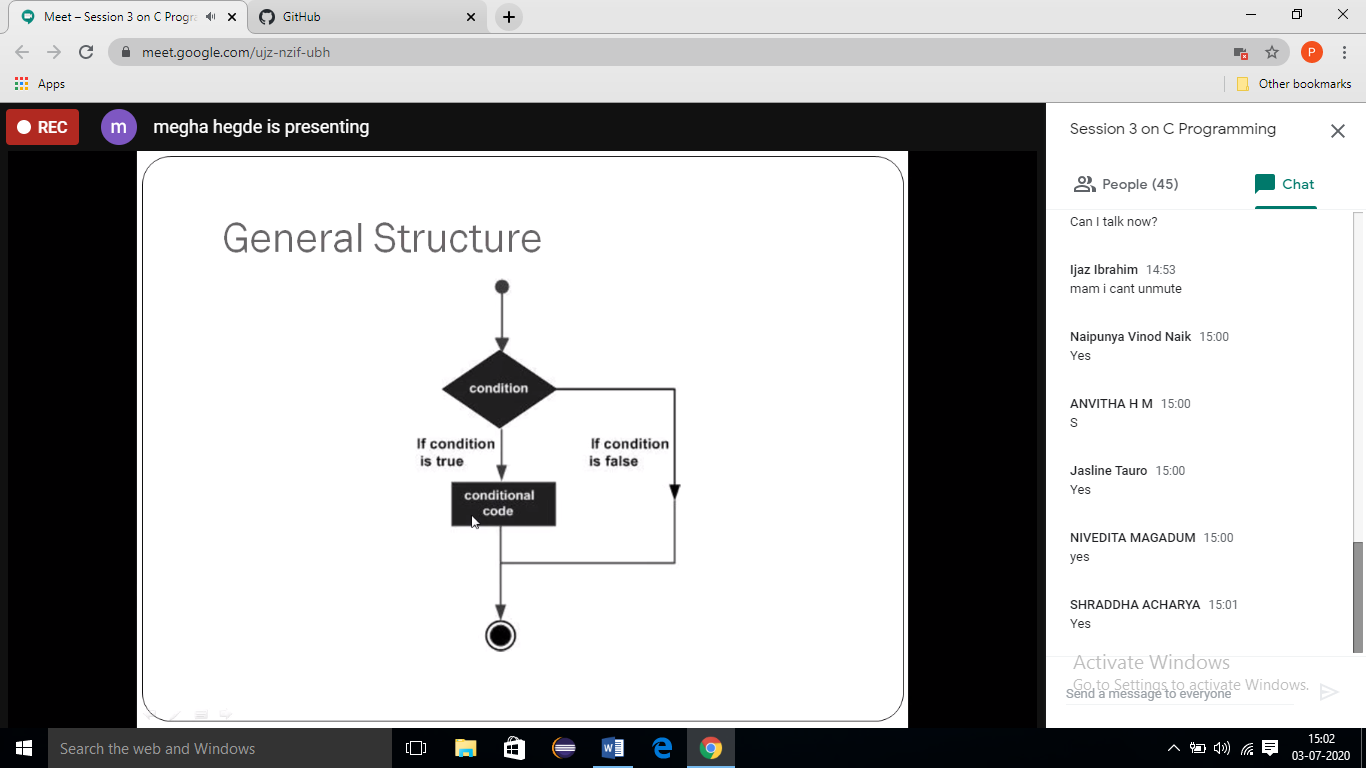 Meet – Session 3 on C Progra
GitHub
meet.google.com/ujz-nzif-ubh
P
Apps
Other bookmarks
REC
m
megha hegde is presenting
General Structure
condition
If condition
is true
If condition
is false
conditional
code
Session 3 on C Programming
People (45)
Chat
Can I talk now?
Ijaz Ibrahim 14:53
mam i cant unmute
Naipunya Vinod Naik 15:00
Yes
ANVITHA H M 15:00
S
Jasline Tauro 15:00
Yes
NIVEDITA MAGADUM 15:00
yes
SHRADDHA ACHARYA 15:01
Yes
Activate Windows
Go to Settings to activate Windows.
Send a message to everyone
Search the web and Windows
15:02
03-07-2020